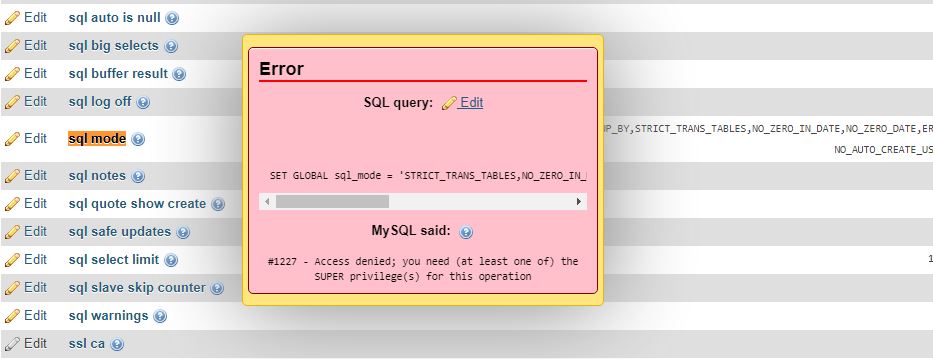 Edit sql auto is null
Edit sql big selects
Edit sql buffer result
Edit sql log off
Edit sql mode
UP_BY,STRICT_TRANS_TABLES,NO_ZERO_IN_DATE,NO_ZERO_DATE,ER
NO_AUTO_CREATE_US
Edit sql notes
Edit sql quote show create
Edit sql safe updates
Edit sql select limit
1
Edit sql slave skip counter
Edit sql warnings
Edit ssl ca
Error
SQL query: Edit
SET GLOBAL sql_mode = 'STRICT_TRANS_TABLES,NO_ZERO_IN_
MySQL said:
#1227 - Access denied; you need (at least one of) the
SUPER privilege(s) for this operation